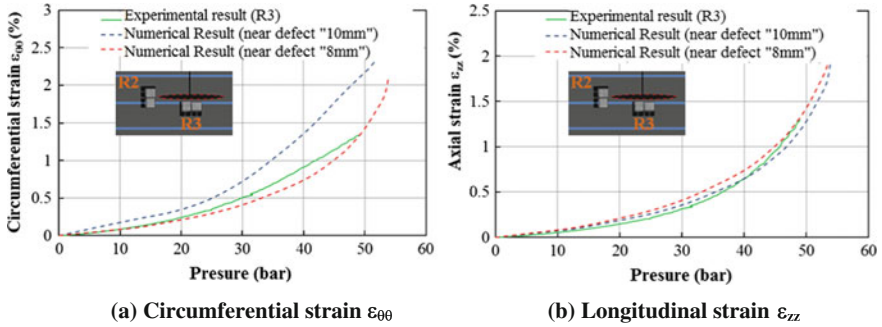 Circumferential strain εθθ (%)
3
2.5
2
1.5
1
0.5
0
Experimental result (R3)
Numerical Result (near defect "10mm")
Numerical Result (near defect "8mm")
R2
R3
0 10 20 30 40 50 60
Presure (bar)
(a) Circumferential strain εθθ
Axial strain εzz (%)
2.5
2
1.5
1
0.5
0
Experimental result (R3)
Numerical Result (near defect "10mm")
Numerical Result (near defect "8mm")
R2
R3
0 10 20 30 40 50 60
Presure (bar)
(b) Longitudinal strain εzz